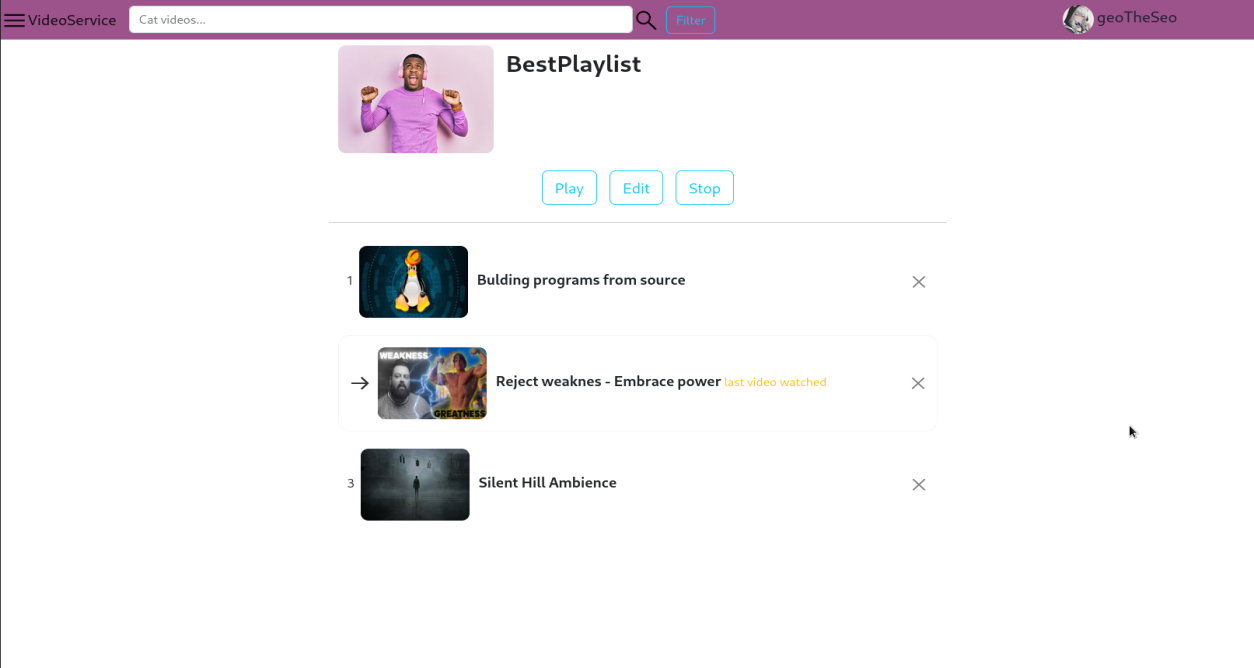 VideoService
Cat videos...
Filter
geoTheSeo
BestPlaylist
Play
Edit
Stop
1
Bulding programs from source
WEAKNESS
GREATNESS
Reject weaknes - Embrace power last video watched
3
Silent Hill Ambience